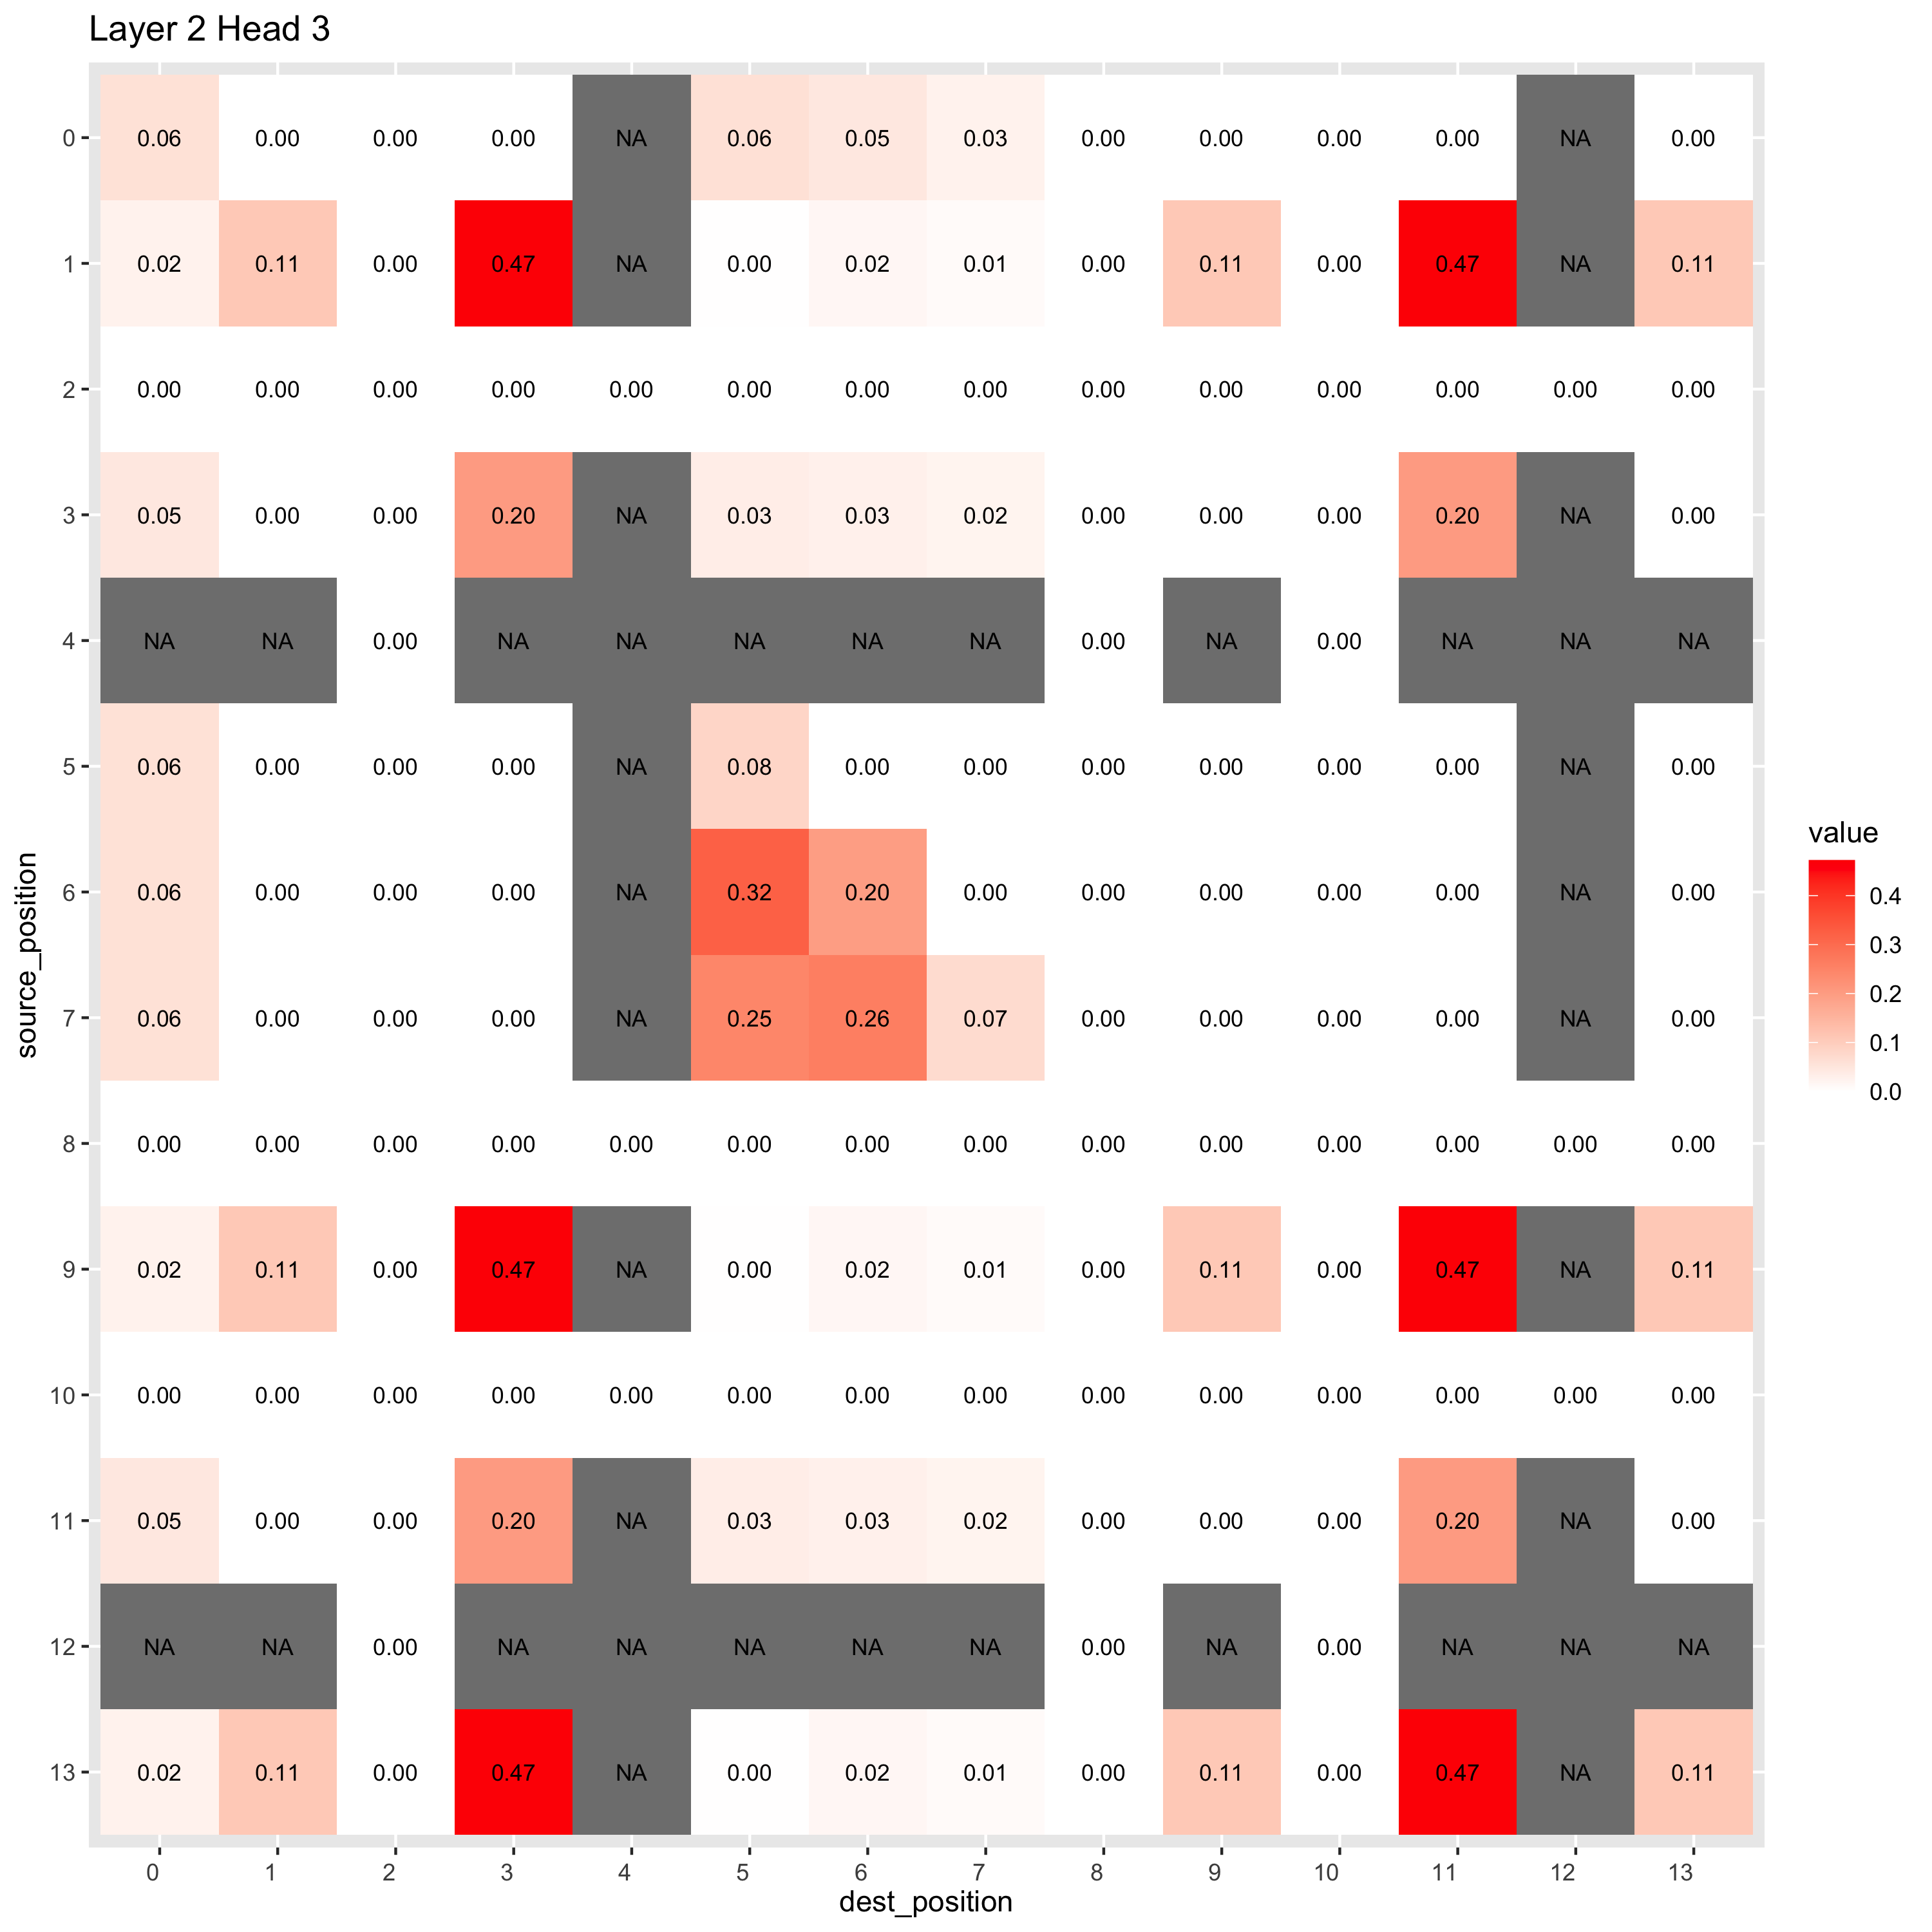 Layer 2 Head 3
0 0.06 0.00 0.00 0.00 NA 0.06 0.05 0.03 0.00 0.00 0.00 0.00 NA 0.00
1 0.02 0.11 0.00 0.47 NA 0.00 0.02 0.01 0.00 0.11 0.00 0.47 NA 0.11
2 0.00 0.00 0.00 0.00 0.00 0.00 0.00 0.00 0.00 0.00 0.00 0.00 0.00 0.00
3 0.05 0.00 0.00 0.20 NA 0.03 0.03 0.02 0.00 0.00 0.00 0.20 NA 0.00
4 NA NA 0.00 NA NA NA NA NA 0.00 NA 0.00 NA NA NA
5 0.06 0.00 0.00 0.00 NA 0.08 0.00 0.00 0.00 0.00 0.00 0.00 NA 0.00
6 0.06 0.00 0.00 0.00 NA 0.32 0.20 0.00 0.00 0.00 0.00 0.00 NA 0.00
7 0.06 0.00 0.00 0.00 NA 0.25 0.26 0.07 0.00 0.00 0.00 0.00 NA 0.00
8 0.00 0.00 0.00 0.00 0.00 0.00 0.00 0.00 0.00 0.00 0.00 0.00 0.00 0.00
9 0.02 0.11 0.00 0.47 NA 0.00 0.02 0.01 0.00 0.11 0.00 0.47 NA 0.11
10 0.00 0.00 0.00 0.00 0.00 0.00 0.00 0.00 0.00 0.00 0.00 0.00 0.00 0.00
11 0.05 0.00 0.00 0.20 NA 0.03 0.03 0.02 0.00 0.00 0.00 0.20 NA 0.00
12 NA NA 0.00 NA NA NA NA NA 0.00 NA 0.00 NA NA NA
13 0.02 0.11 0.00 0.47 NA 0.00 0.02 0.01 0.00 0.11 0.00 0.47 NA 0.11
0 1 2 3 4 5 6 7 8 9 10 11 12 13
dest_position
source_position
value
0.4
0.3
0.2
0.1
0.0